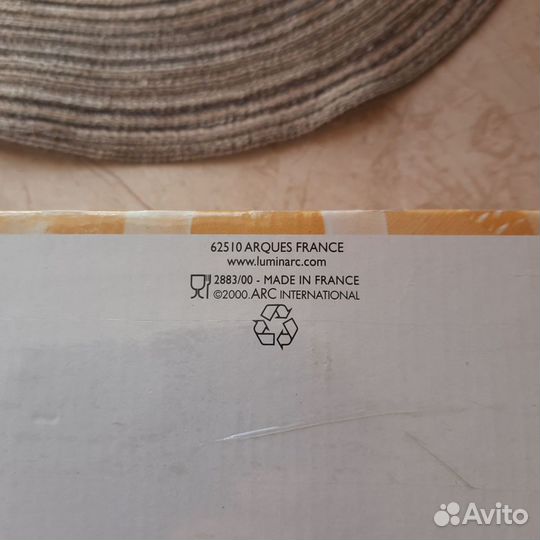 62510 ARQUES FRANCE
www.luminarc.com
2883/00 - MADE IN FRANCE
©2000.ARC INTERNATIONAL
Avito